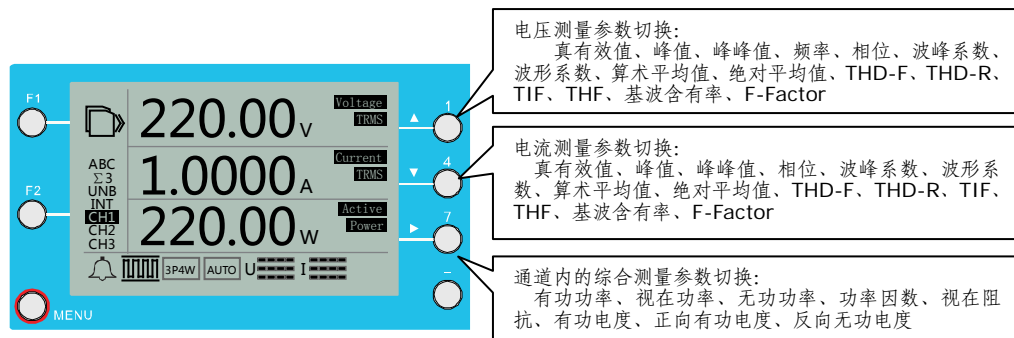 F1
F2
MENU
ABC
Σ3
UNB
INT
CH1
CH2
CH3
220.00V
Voltage
TRMS
1.0000A
Current
TRMS
220.00W
Active
Power
3P4W AUTO U I
1
4
7
-
电压测量参数切换:
真有效值、峰值、峰峰值、频率、相位、波峰系数、
波形系数、算术平均值、绝对平均值、THD-F、THD-R、
TIF、THF、基波含有率、F-Factor
电流测量参数切换:
真有效值、峰值、峰峰值、相位、波峰系数、波形系
数、算术平均值、绝对平均值、THD-F、THD-R、TIF、
THF、基波含有率、F-Factor
通道内的综合测量参数切换:
有功功率、视在功率、无功功率、功率因数、视在阻
抗、有功电度、正向有功电度、反向无功电度